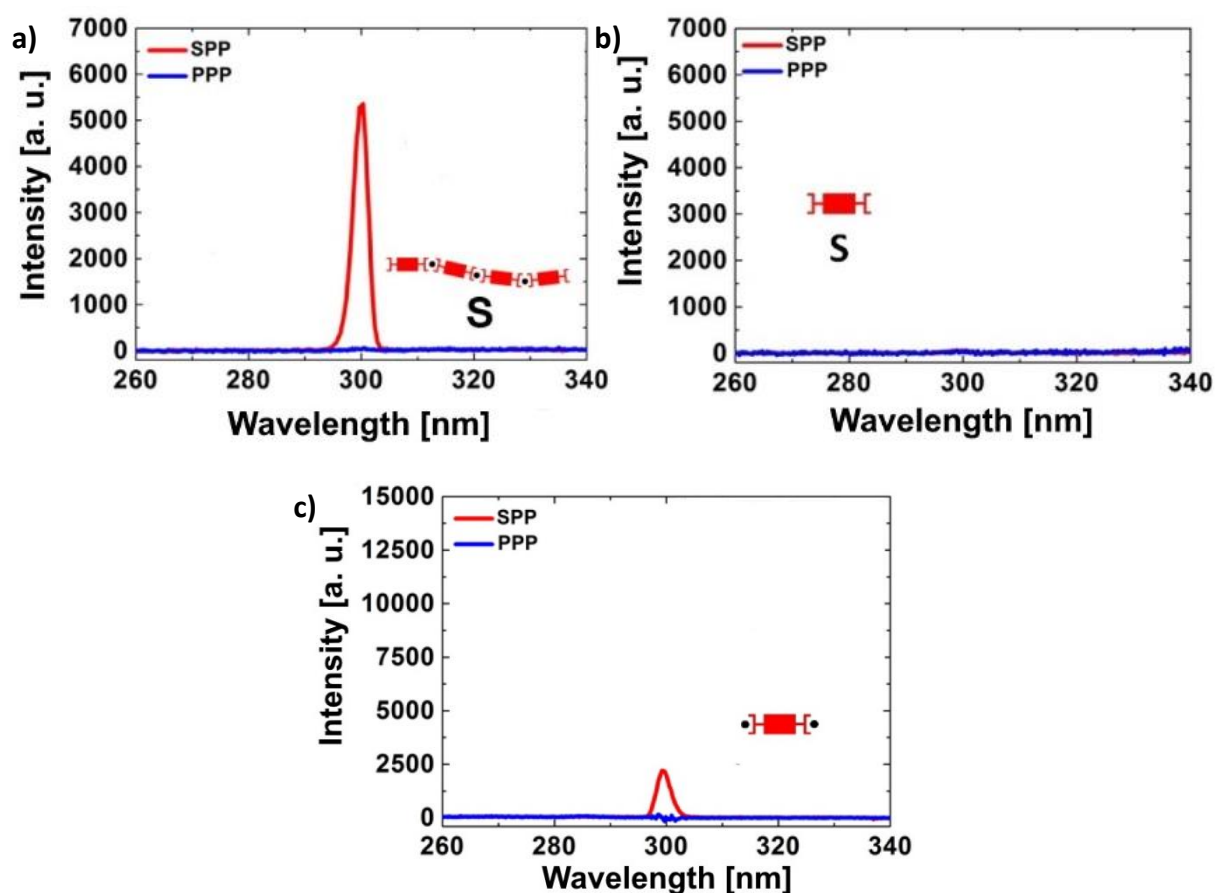 a)
7000
6000
5000
4000
3000
2000
1000
0
SPP
PPP
S
260 280 300 320 340
Wavelength [nm]
Intensity [a. u.]
b)
7000
6000
5000
4000
3000
2000
1000
0
SPP
PPP
S
260 280 300 320 340
Wavelength [nm]
Intensity [a. u.]
c)
15000
12500
10000
7500
5000
2500
0
SPP
PPP
260 280 300 320 340
Wavelength [nm]
Intensity [a. u.]